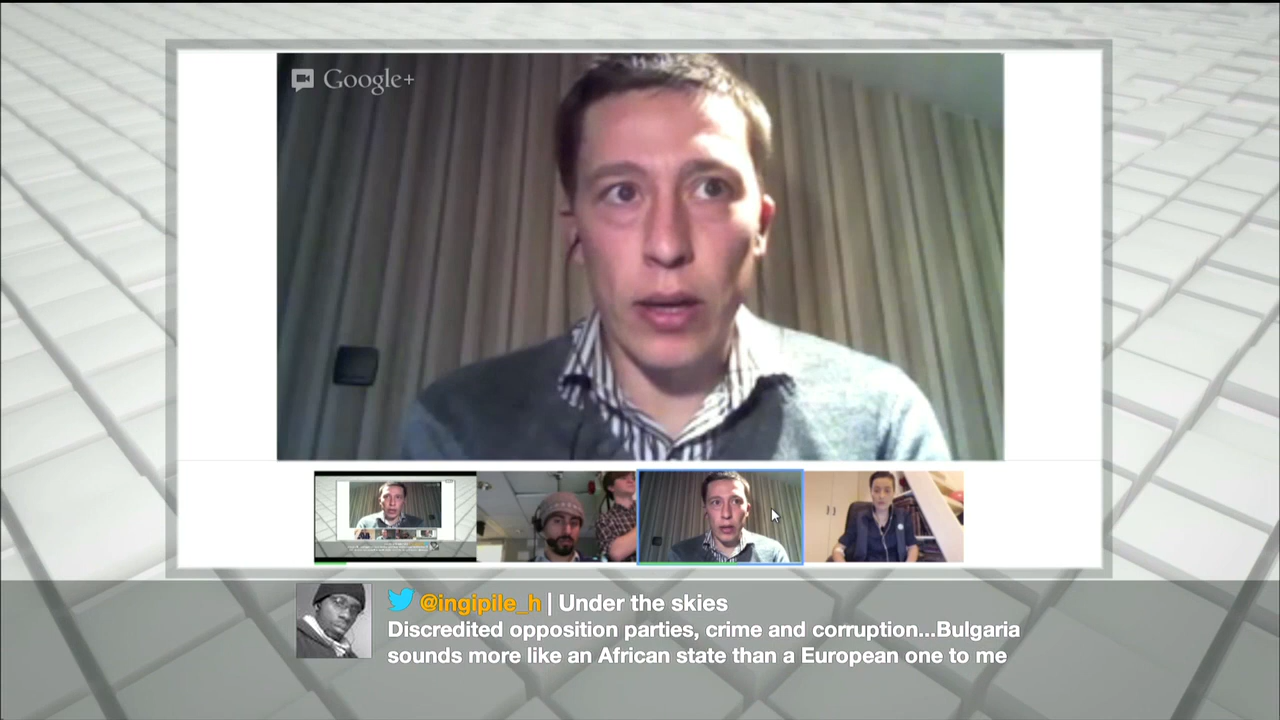 Google+
@ingipile_h | Under the skies
Discredited opposition parties, crime and corruption...Bulgaria
sounds more like an African state than a European one to me